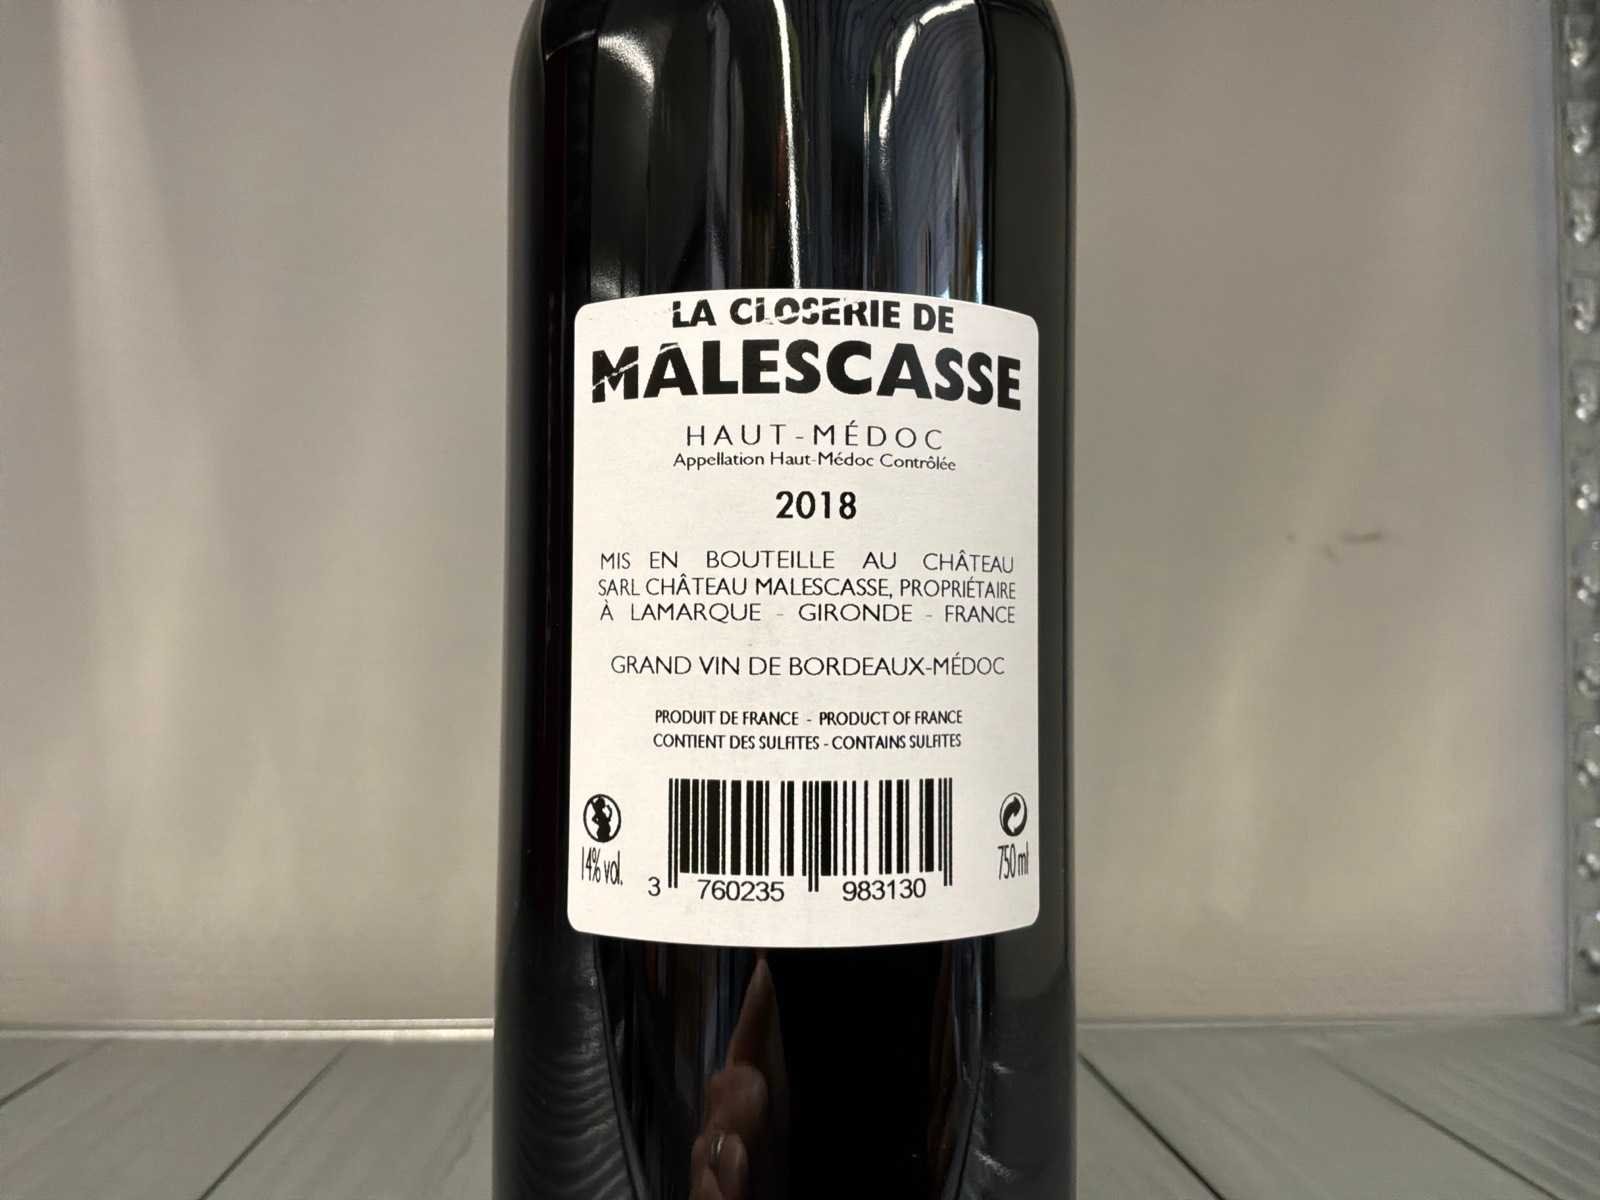 LA CLOSERIE DE
MALESCASSE
HAUT-MÉDOC
Appellation Haut-Médoc Contrôlée
2018
MIS EN BOUTEILLE AU CHÂTEAU
SARL CHÂTEAU MALESCASSE, PROPRIÉTAIRE
À LAMARQUE - GIRONDE - FRANCE
GRAND VIN DE BORDEAUX-MÉDOC
PRODUIT DE FRANCE - PRODUCT OF FRANCE
CONTIENT DES SULFITES - CONTAINS SULFITES
14% vol.
3 760235 983130
750 ml